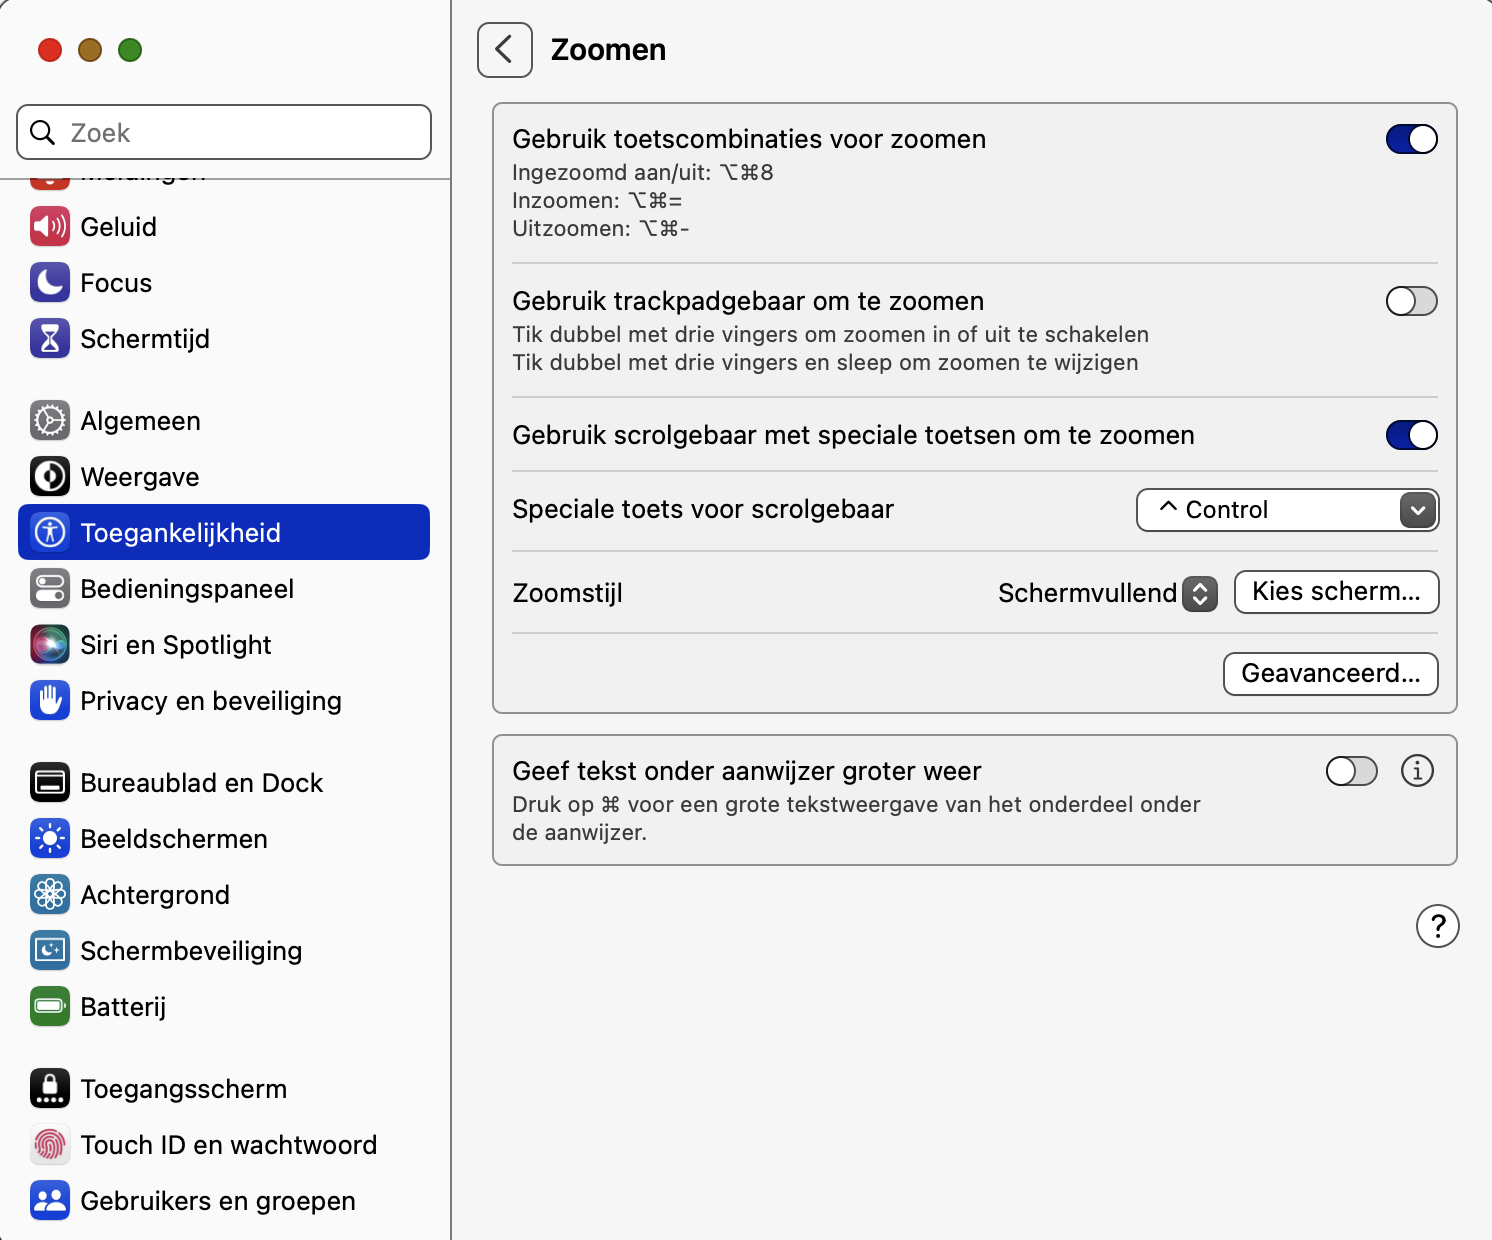 Zoek
Geluid
Focus
Schermtijd
Algemeen
Weergave
Toegankelijkheid
Bedieningspaneel
Siri en Spotlight
Privacy en beveiliging
Bureaublad en Dock
Beeldschermen
Achtergrond
Schermbeveiliging
Batterij
Toegangsscherm
Touch ID en wachtwoord
Gebruikers en groepen
Zoomen
Gebruik toetscombinaties voor zoomen
Ingezoomd aan/uit: ⌥⌘8
Inzoomen: ⌥⌘=
Uitzoomen: ⌥⌘-
Gebruik trackpadgebaar om te zoomen
Tik dubbel met drie vingers om zoomen in of uit te schakelen
Tik dubbel met drie vingers en sleep om zoomen te wijzigen
Gebruik scrolgebaar met speciale toetsen om te zoomen
Speciale toets voor scrolgebaar ^ Control
Zoomstijl Schermvullend Kies scherm...
Geavanceerd...
Geef tekst onder aanwijzer groter weer
Druk op ⌘ voor een grote tekstweergave van het onderdeel onder
de aanwijzer.
?